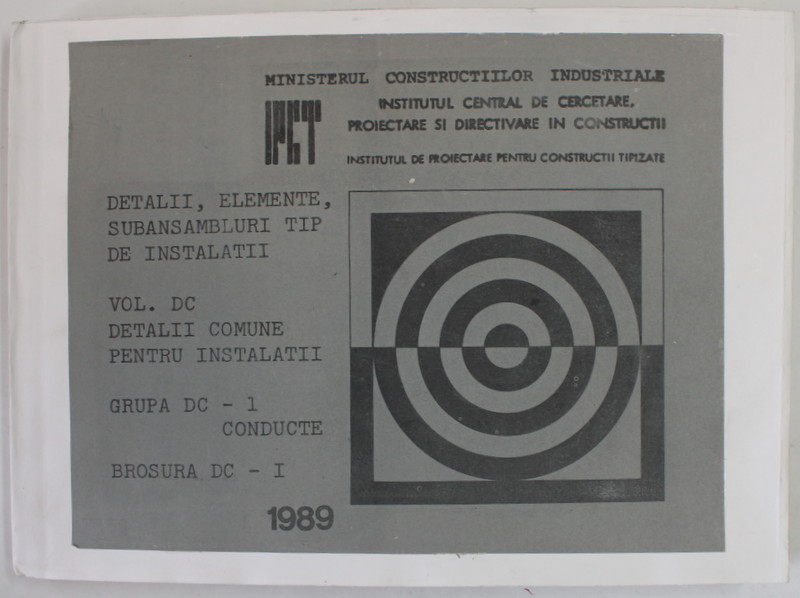 MINISTERUL CONSTRUCTIILOR INDUSTRIALE
IPCT
INSTITUTUL CENTRAL DE CERCETARE,
PROIECTARE SI DIRECTIVARE IN CONSTRUCTII
INSTITUTUL DE PROIECTARE PENTRU CONSTRUCTII TIPIZATE
DETALII, ELEMENTE,
SUBANSAMBLURI TIP
DE INSTALATII
VOL. DC
DETALII COMUNE
PENTRU INSTALATII
GRUPA DC - 1
CONDUCTE
BROSURA DC - I
1989